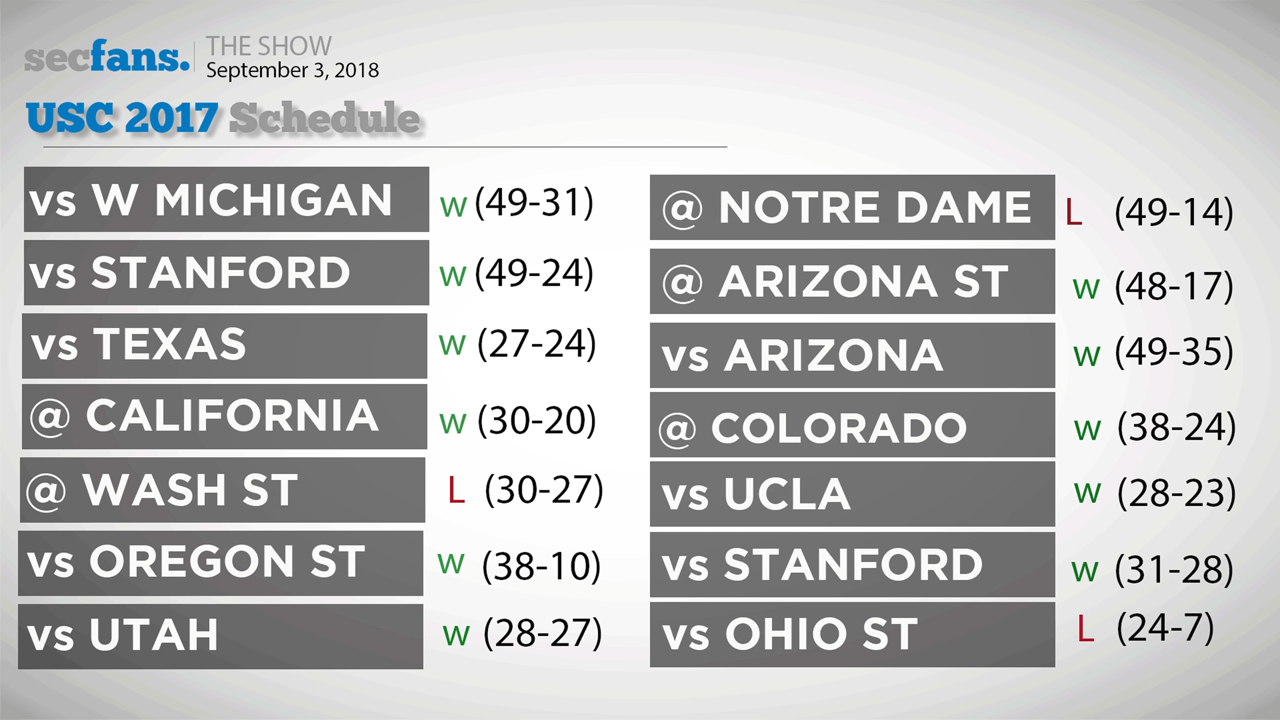 secfans. THE SHOW
September 3, 2018
USC 2017 Schedule
vs W MICHIGAN W (49-31)
vs STANFORD W (49-24)
vs TEXAS W (27-24)
@ CALIFORNIA W (30-20)
@ WASH ST L (30-27)
vs OREGON ST W (38-10)
vs UTAH W (28-27)
@ NOTRE DAME L (49-14)
@ ARIZONA ST W (48-17)
vs ARIZONA W (49-35)
@ COLORADO W (38-24)
vs UCLA W (28-23)
vs STANFORD W (31-28)
vs OHIO ST L (24-7)